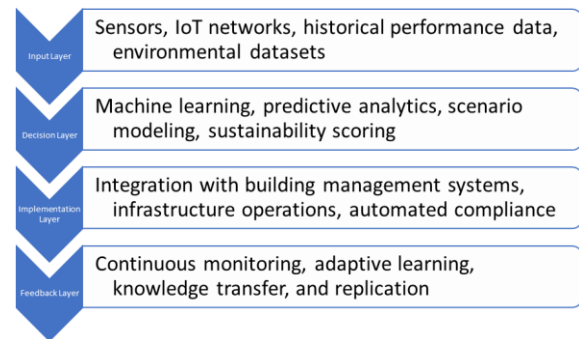 Input Layer
Sensors, IoT networks, historical performance data,
environmental datasets
Decision Layer
Machine learning, predictive analytics, scenario
modeling, sustainability scoring
Implementation
Layer
Integration with building management systems,
infrastructure operations, automated compliance
Feedback Layer
Continuous monitoring, adaptive learning,
knowledge transfer, and replication